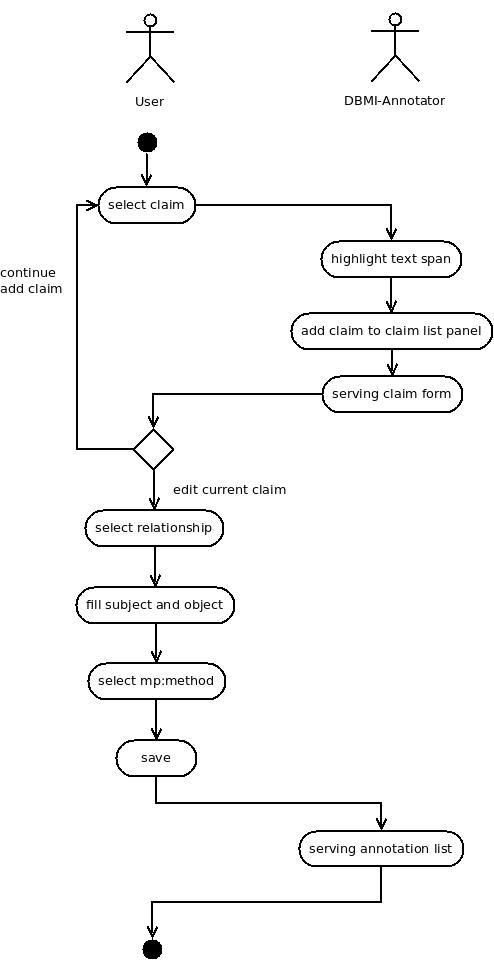 User
DBMI-Annotator
select claim
continue
add claim
highlight text span
add claim to claim list panel
serving claim form
edit current claim
select relationship
fill subject and object
select mp:method
save
serving annotation list